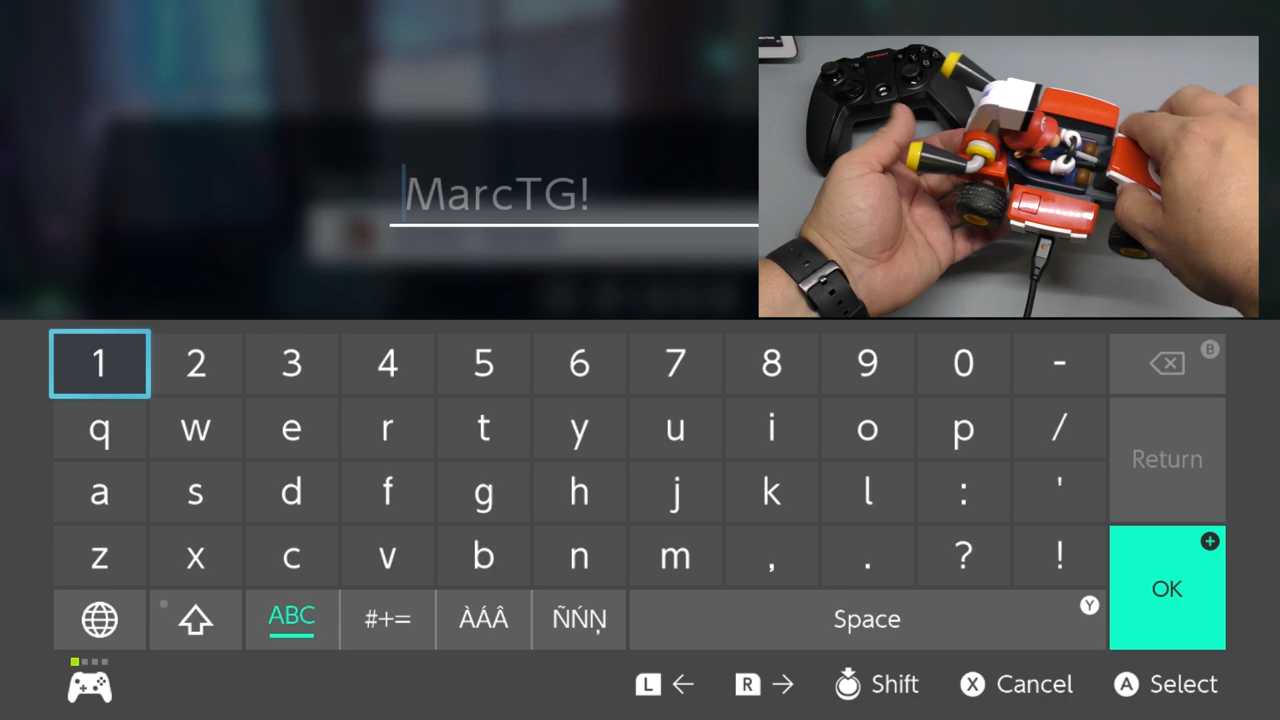 MarcTG!
1 2 3 4 5 6 7 8 9 0 - B
q w e r t y u i o p / Return
a s d f g h j k l : '
z x c v b n m , . ? ! + OK
ABC #+= ÀÁÂ ÑŃŅ Space Y
L ← R → Shift X Cancel A Select